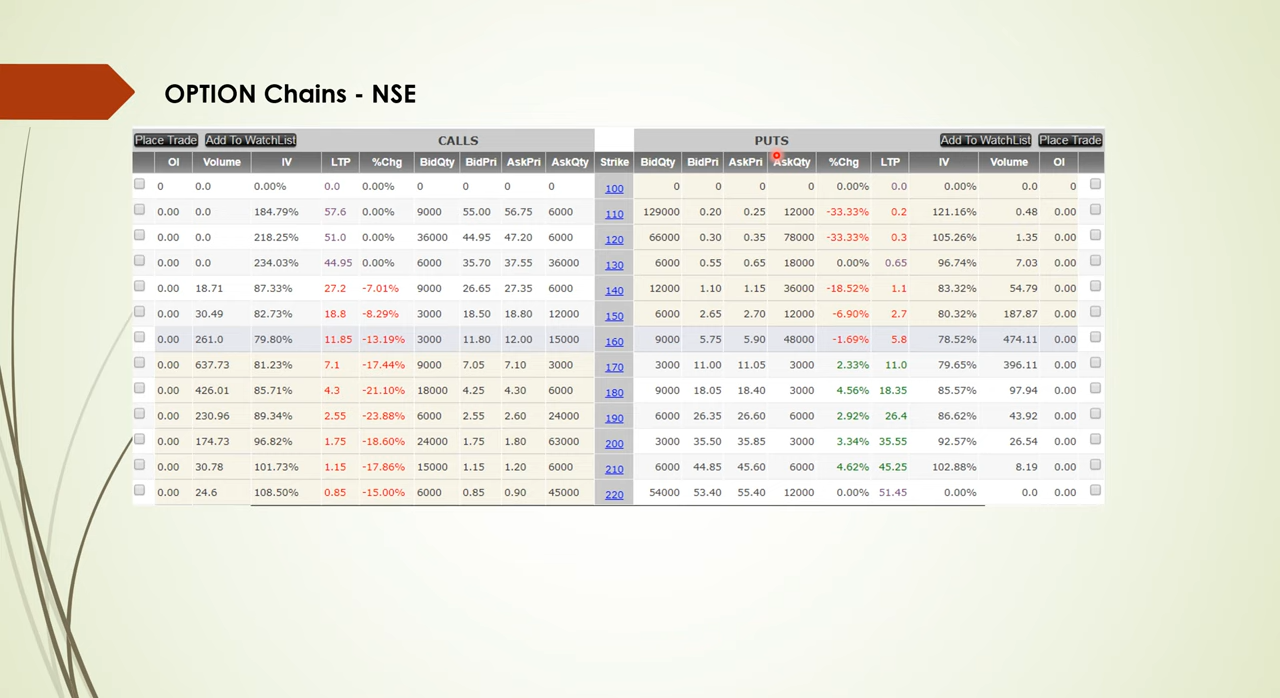 OPTION Chains - NSE
Place Trade Add To WatchList CALLS PUTS Add To WatchList Place Trade
OI Volume IV LTP %Chg BidQty BidPri AskPri AskQty Strike BidQty BidPri AskPri AskQty %Chg LTP IV Volume OI
0 0.0 0.00% 0.0 0.00% 0 0 0 0 100 0 0 0 0 0.00% 0.0 0.00% 0.0 0
0.00 0.0 184.79% 57.6 0.00% 9000 55.00 56.75 6000 110 129000 0.20 0.25 12000 -33.33% 0.2 121.16% 0.48 0.00
0.00 0.0 218.25% 51.0 0.00% 36000 44.95 47.20 6000 120 66000 0.30 0.35 78000 -33.33% 0.3 105.26% 1.35 0.00
0.00 0.0 234.03% 44.95 0.00% 6000 35.70 37.55 36000 130 6000 0.55 0.65 18000 0.00% 0.65 96.74% 7.03 0.00
0.00 18.71 87.33% 27.2 -7.01% 9000 26.65 27.35 6000 140 12000 1.10 1.15 36000 -18.52% 1.1 83.32% 54.79 0.00
0.00 30.49 82.73% 18.8 -8.29% 3000 18.50 18.80 12000 150 6000 2.65 2.70 12000 -6.90% 2.7 80.32% 187.87 0.00
0.00 261.0 79.80% 11.85 -13.19% 3000 11.80 12.00 15000 160 9000 5.75 5.90 48000 -1.69% 5.8 78.52% 474.11 0.00
0.00 637.73 81.23% 7.1 -17.44% 9000 7.05 7.10 3000 170 3000 11.00 11.05 3000 2.33% 11.0 79.65% 396.11 0.00
0.00 426.01 85.71% 4.3 -21.10% 18000 4.25 4.30 6000 180 9000 18.05 18.40 3000 4.56% 18.35 85.57% 97.94 0.00
0.00 230.96 89.34% 2.55 -23.88% 6000 2.55 2.60 24000 190 6000 26.35 26.60 6000 2.92% 26.4 86.62% 43.92 0.00
0.00 174.73 96.82% 1.75 -18.60% 24000 1.75 1.80 63000 200 3000 35.50 35.85 3000 3.34% 35.55 92.57% 26.54 0.00
0.00 30.78 101.73% 1.15 -17.86% 15000 1.15 1.20 6000 210 6000 44.85 45.60 6000 4.62% 45.25 102.88% 8.19 0.00
0.00 24.6 108.50% 0.85 -15.00% 6000 0.85 0.90 45000 220 54000 53.40 55.40 12000 0.00% 51.45 0.00% 0.0 0.00